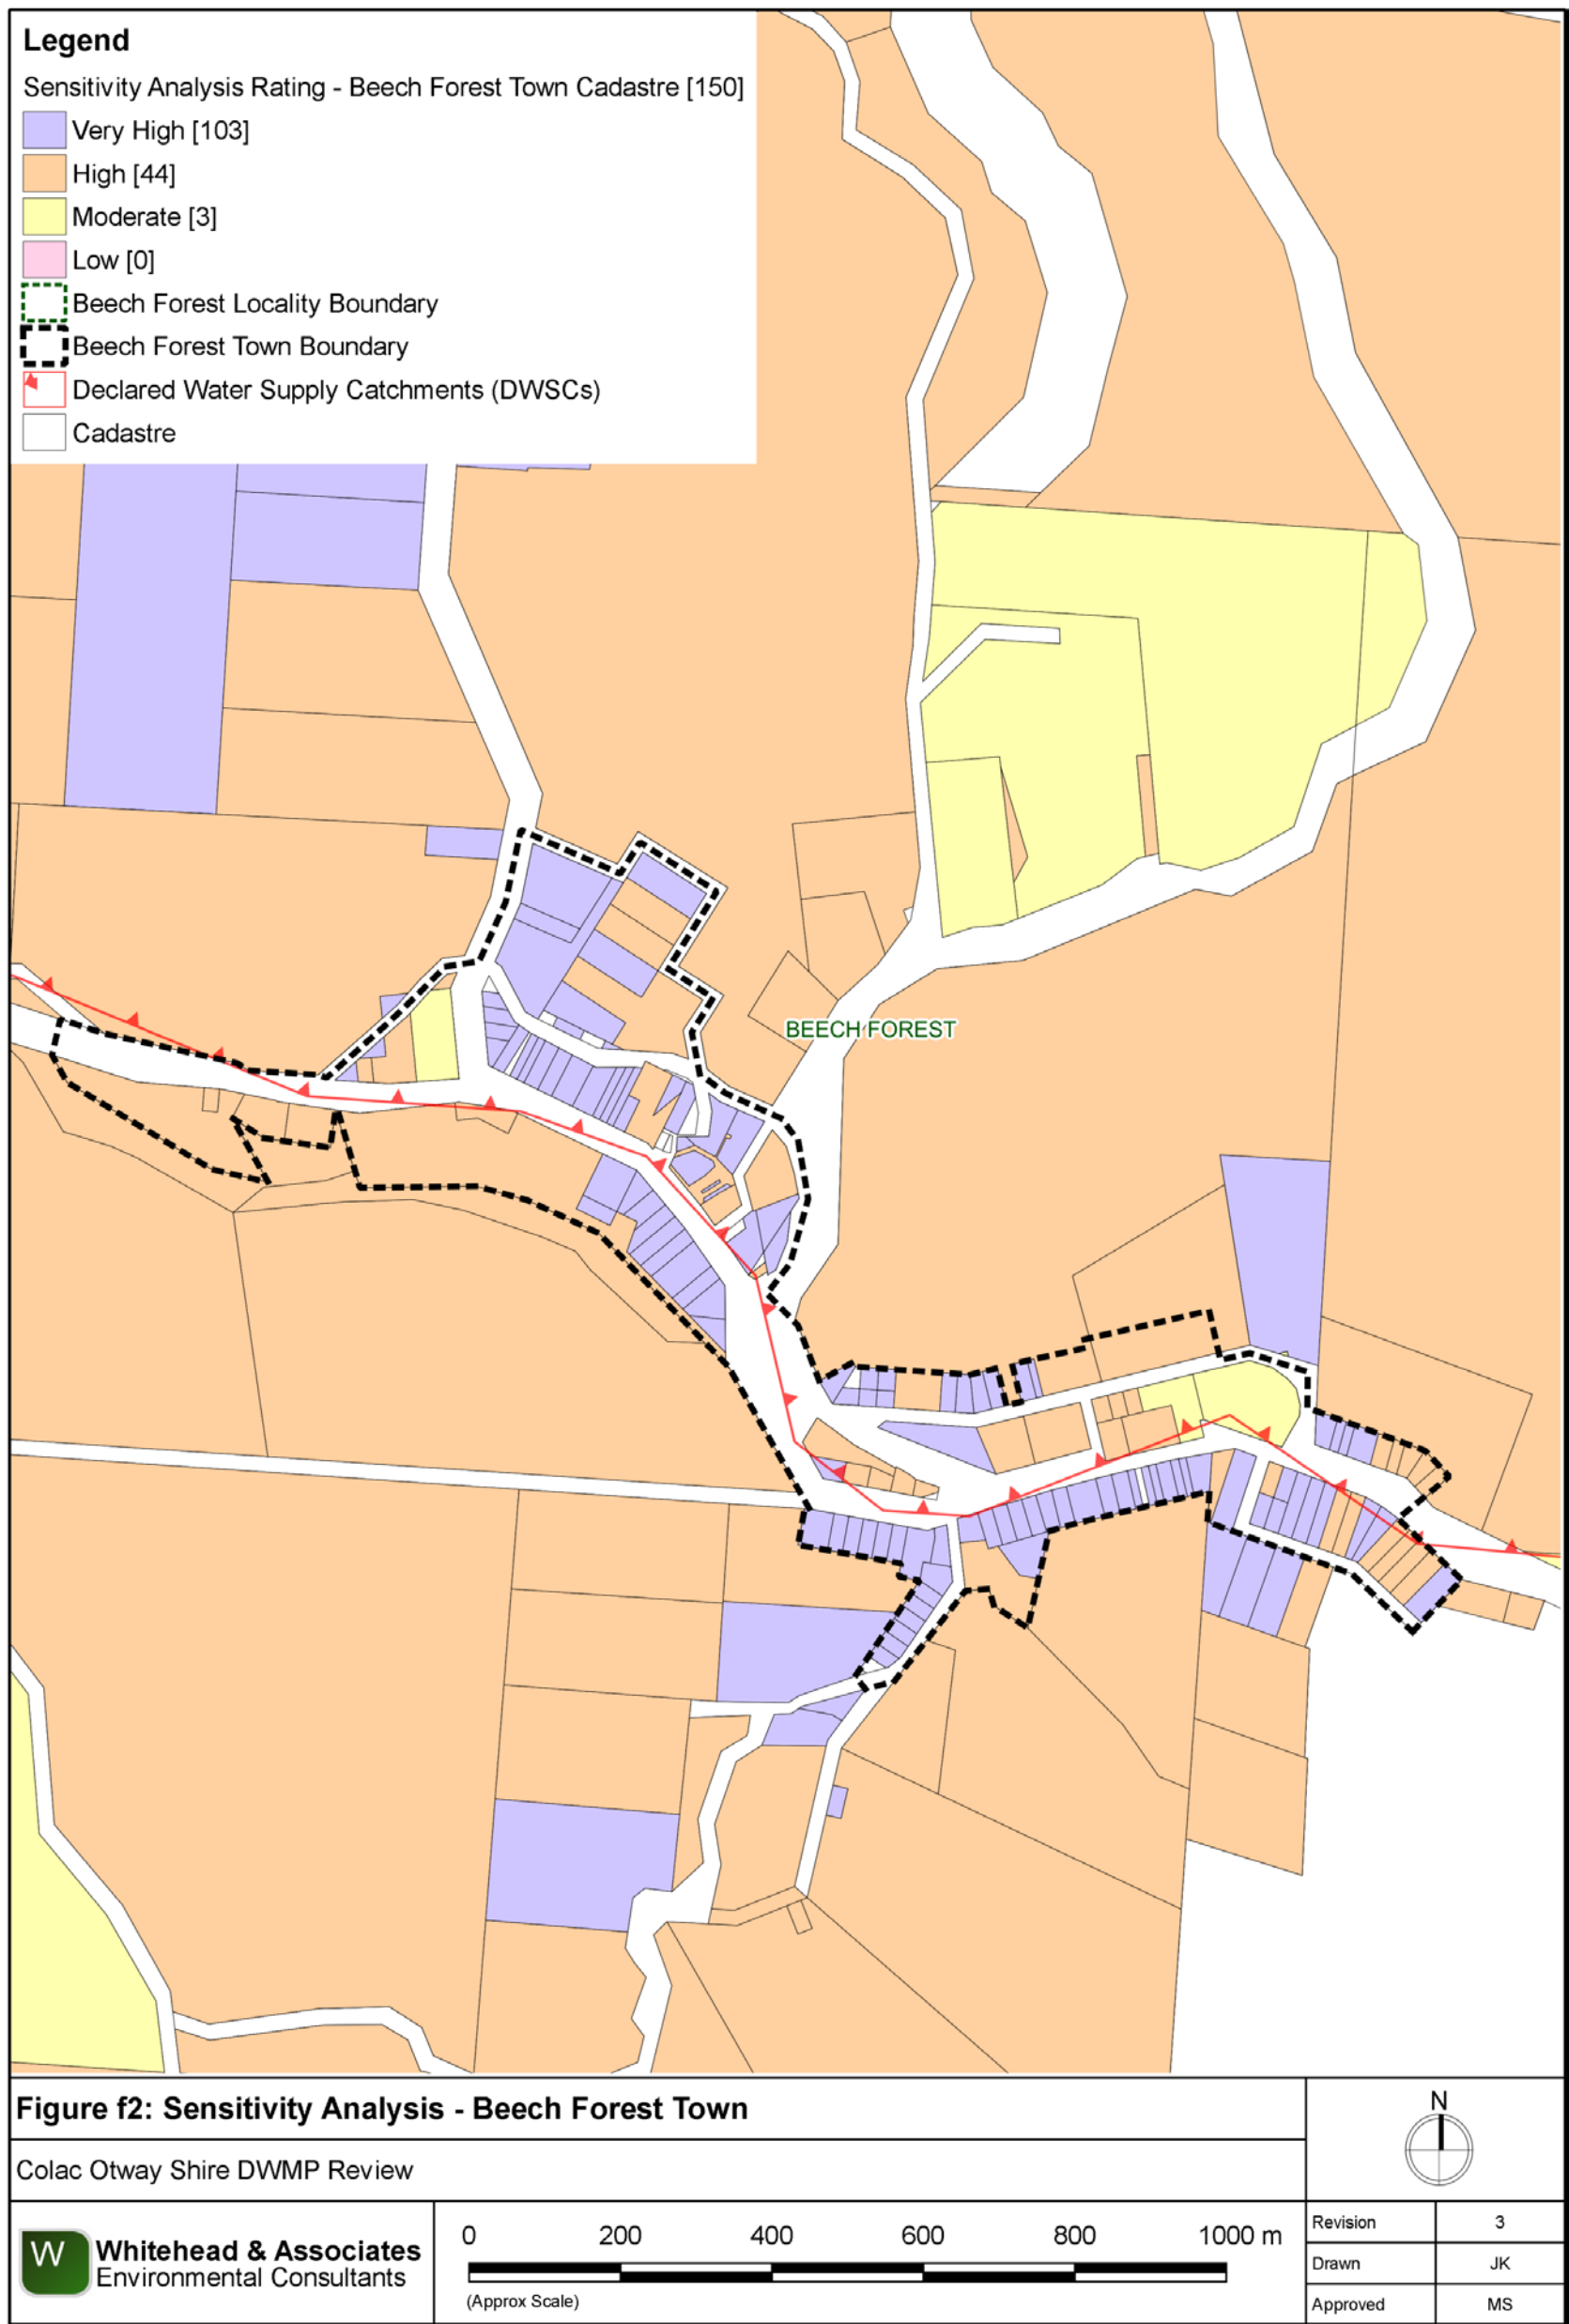 Legend
Sensitivity Analysis Rating - Beech Forest Town Cadastre [150]
Very High [103]
High [44]
Moderate [3]
Low [0]
Beech Forest Locality Boundary
Beech Forest Town Boundary
Declared Water Supply Catchments (DWSCs)
Cadastre
BEECH FOREST
Figure f2: Sensitivity Analysis - Beech Forest Town
Colac Otway Shire DWMP Review
N
W
Whitehead & Associates
Environmental Consultants
0 200 400 600 800 1000 m
(Approx Scale)
Revision 3
Drawn JK
Approved MS